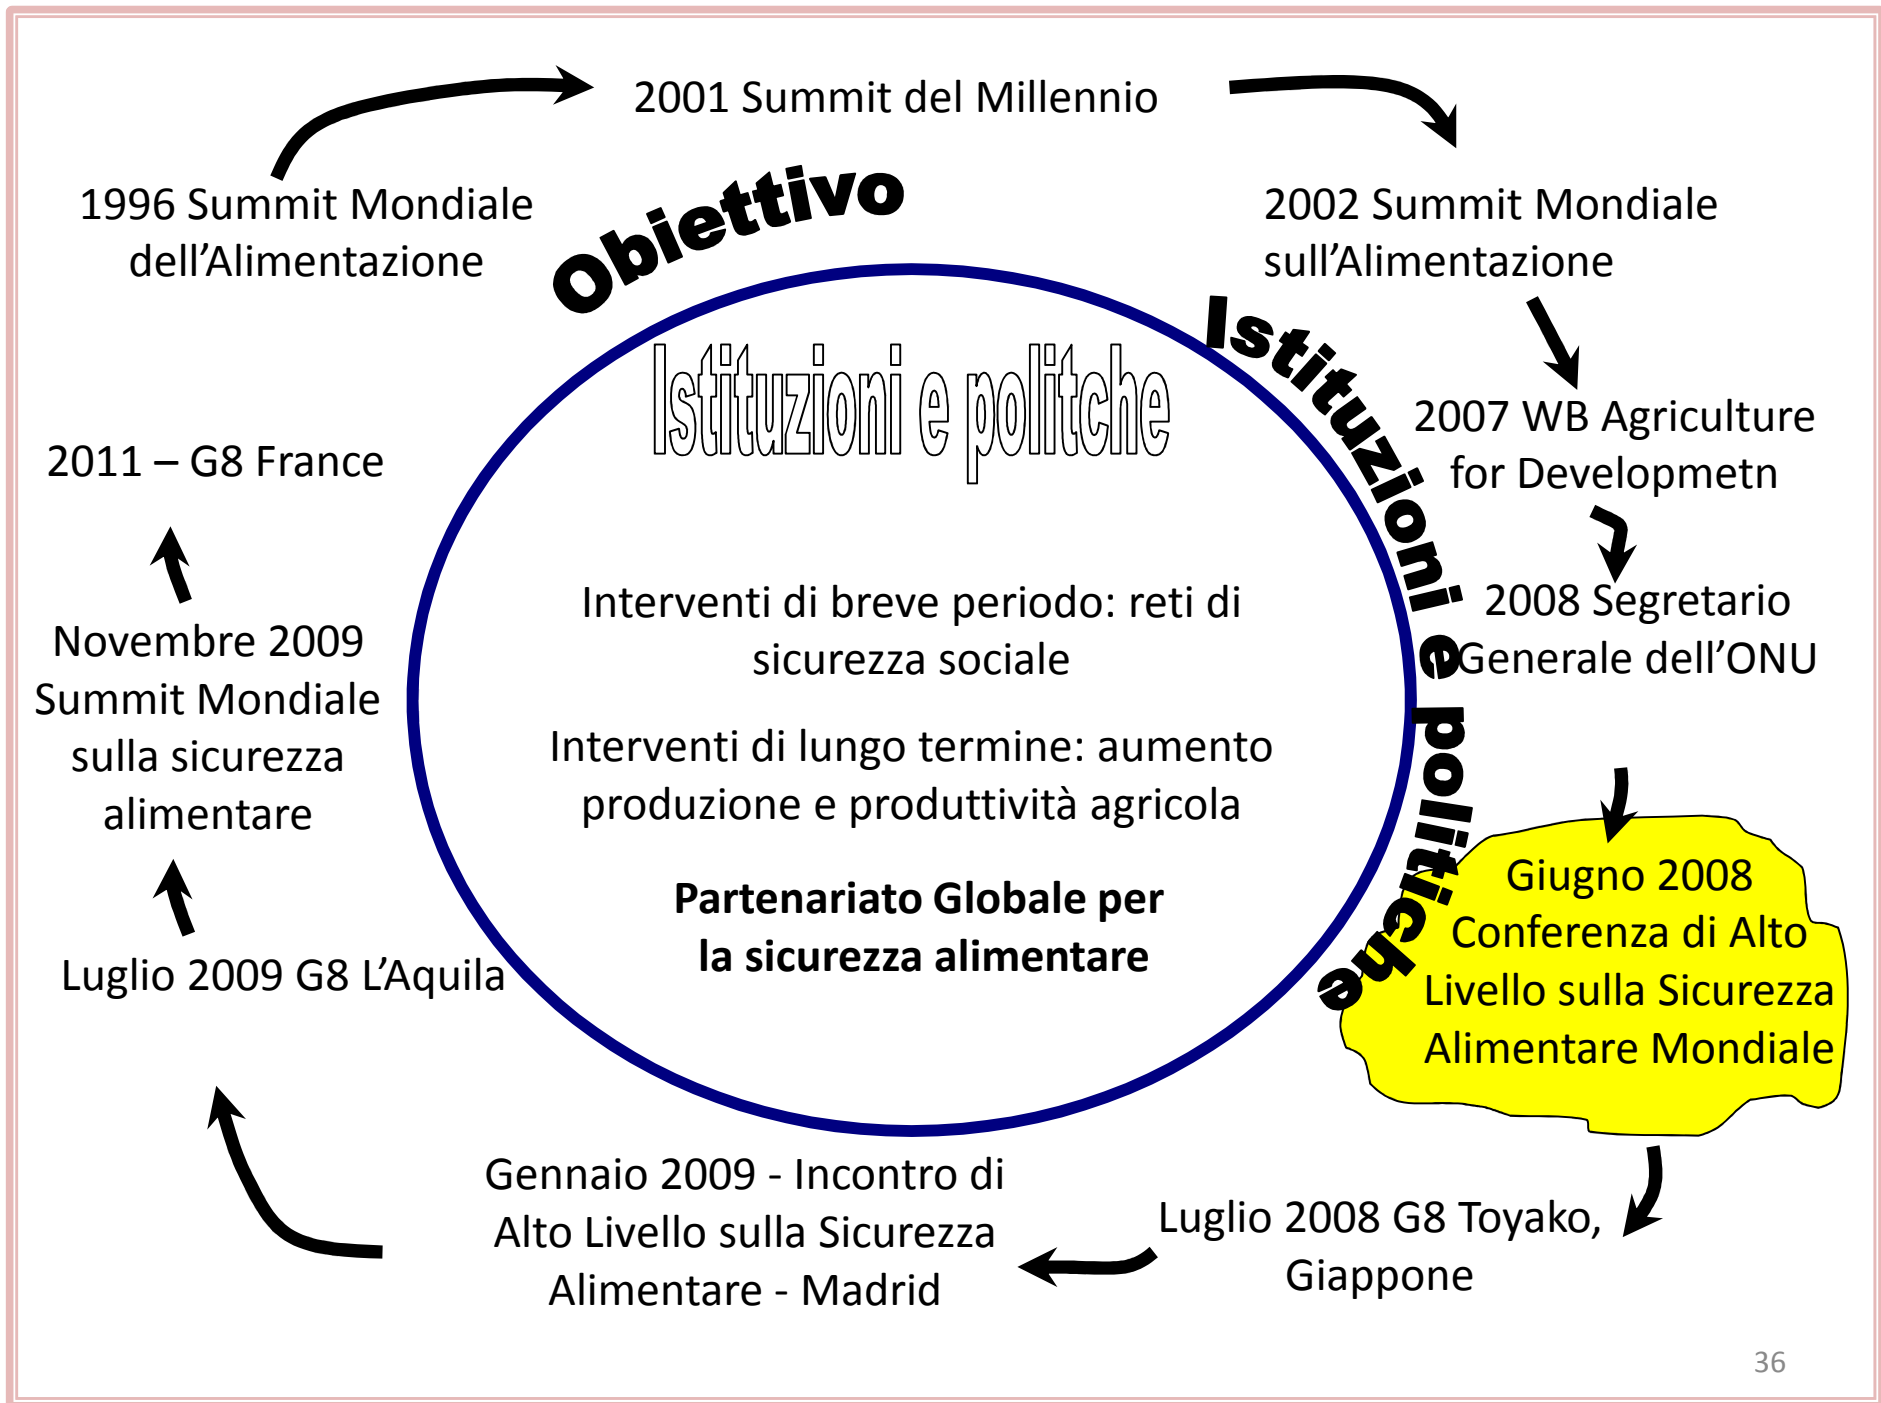 2001 Summit del Millennio
1996 Summit Mondiale
dell’Alimentazione
Obiettivo
2002 Summit Mondiale
sull’Alimentazione
Istituzioni e politiche
Istituzioni e politche
2007 WB Agriculture
for Developmetn
2011 – G8 France
Interventi di breve periodo: reti di
sicurezza sociale
2008 Segretario
Generale dell’ONU
Novembre 2009
Summit Mondiale
sulla sicurezza
alimentare
Interventi di lungo termine: aumento
produzione e produttività agricola
Partenariato Globale per
la sicurezza alimentare
Giugno 2008
Conferenza di Alto
Livello sulla Sicurezza
Alimentare Mondiale
Luglio 2009 G8 L’Aquila
Gennaio 2009 - Incontro di
Alto Livello sulla Sicurezza
Alimentare - Madrid
Luglio 2008 G8 Toyako,
Giappone
36